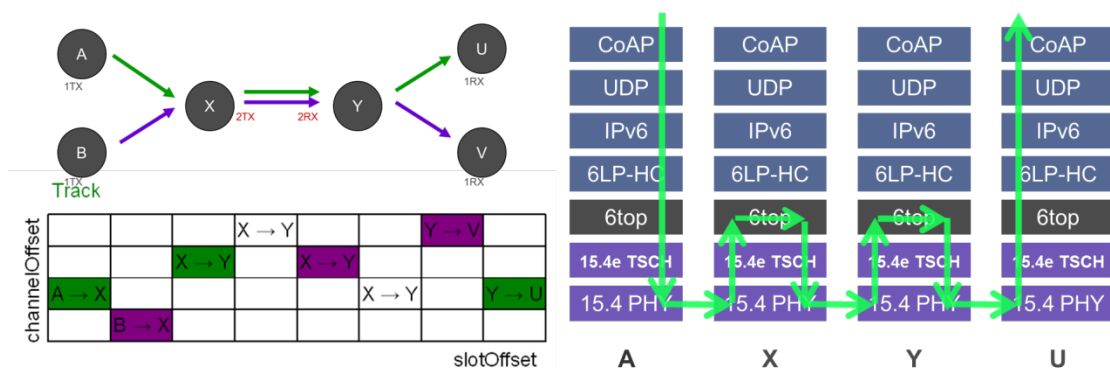 A
1TX
U
1RX
X
2TX
2RX
Y
B
1TX
V
1RX
Track
channelOffset
X → Y
Y → V
X → Y
X → Y
A → X
X → Y
Y → U
B → X
slotOffset
CoAP CoAP CoAP CoAP
UDP UDP UDP UDP
IPv6 IPv6 IPv6 IPv6
6LP-HC 6LP-HC 6LP-HC 6LP-HC
6top 6top 6top 6top
15.4e TSCH 15.4e TSCH 15.4e TSCH 15.4e TSCH
15.4 PHY 15.4 PHY 15.4 PHY 15.4 PHY
A X Y U